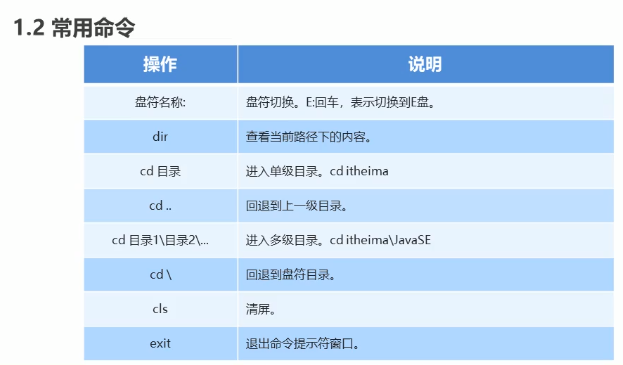 1.2 常用命令
操作 说明
盘符名称: 盘符切换。E:回车，表示切换到E盘。
dir 查看当前路径下的内容。
cd 目录 进入单级目录。cd itheima
cd .. 回退到上一级目录。
cd 目录1\目录2\... 进入多级目录。cd itheima\JavaSE
cd \ 回退到盘符目录。
cls 清屏。
exit 退出命令提示符窗口。